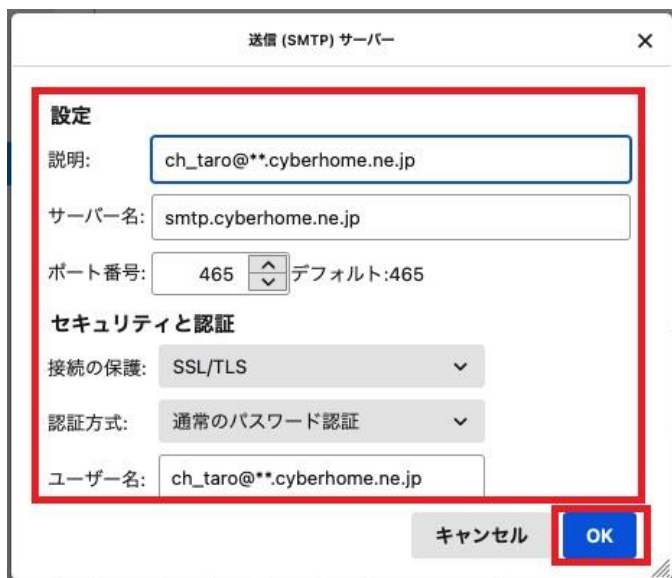 送信 (SMTP) サーバー
設定
説明: ch_taro@**.cyberhome.ne.jp
サーバー名: smtp.cyberhome.ne.jp
ポート番号: 465 デフォルト:465
セキュリティと認証
接続の保護: SSL/TLS
認証方式: 通常のパスワード認証
ユーザー名: ch_taro@**.cyberhome.ne.jp
キャンセル OK